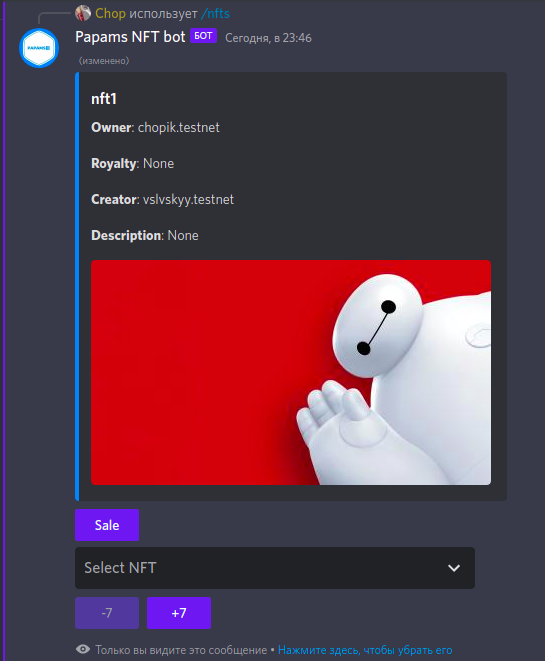 Chop использует /nfts
PAPAMS
Papams NFT bot БОТ Сегодня, в 23:46
(изменено)
nft1
Owner: chopik.testnet
Royalty: None
Creator: vslvskyy.testnet
Description: None
Sale
Select NFT
-7 +7
Только вы видите это сообщение • Нажмите здесь, чтобы убрать его